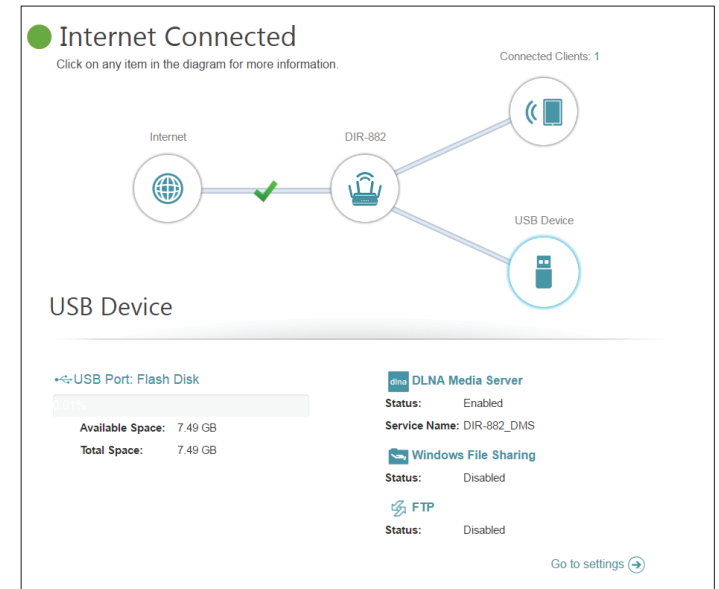 Internet Connected
Click on any item in the diagram for more information.
Connected Clients: 1
Internet
DIR-882
USB Device
USB Device
USB Port: Flash Disk
Available Space: 7.49 GB
Total Space: 7.49 GB
dlna DLNA Media Server
Status: Enabled
Service Name: DIR-882_DMS
Windows File Sharing
Status: Disabled
FTP
Status: Disabled
Go to settings